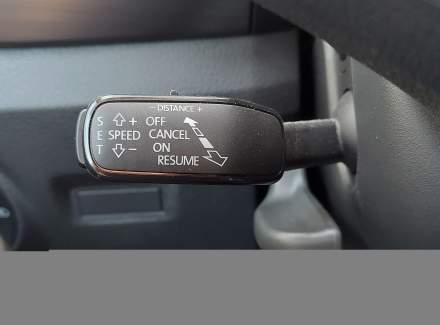 - DISTANCE +
S + OFF
E SPEED CANCEL
T - ON
RESUME